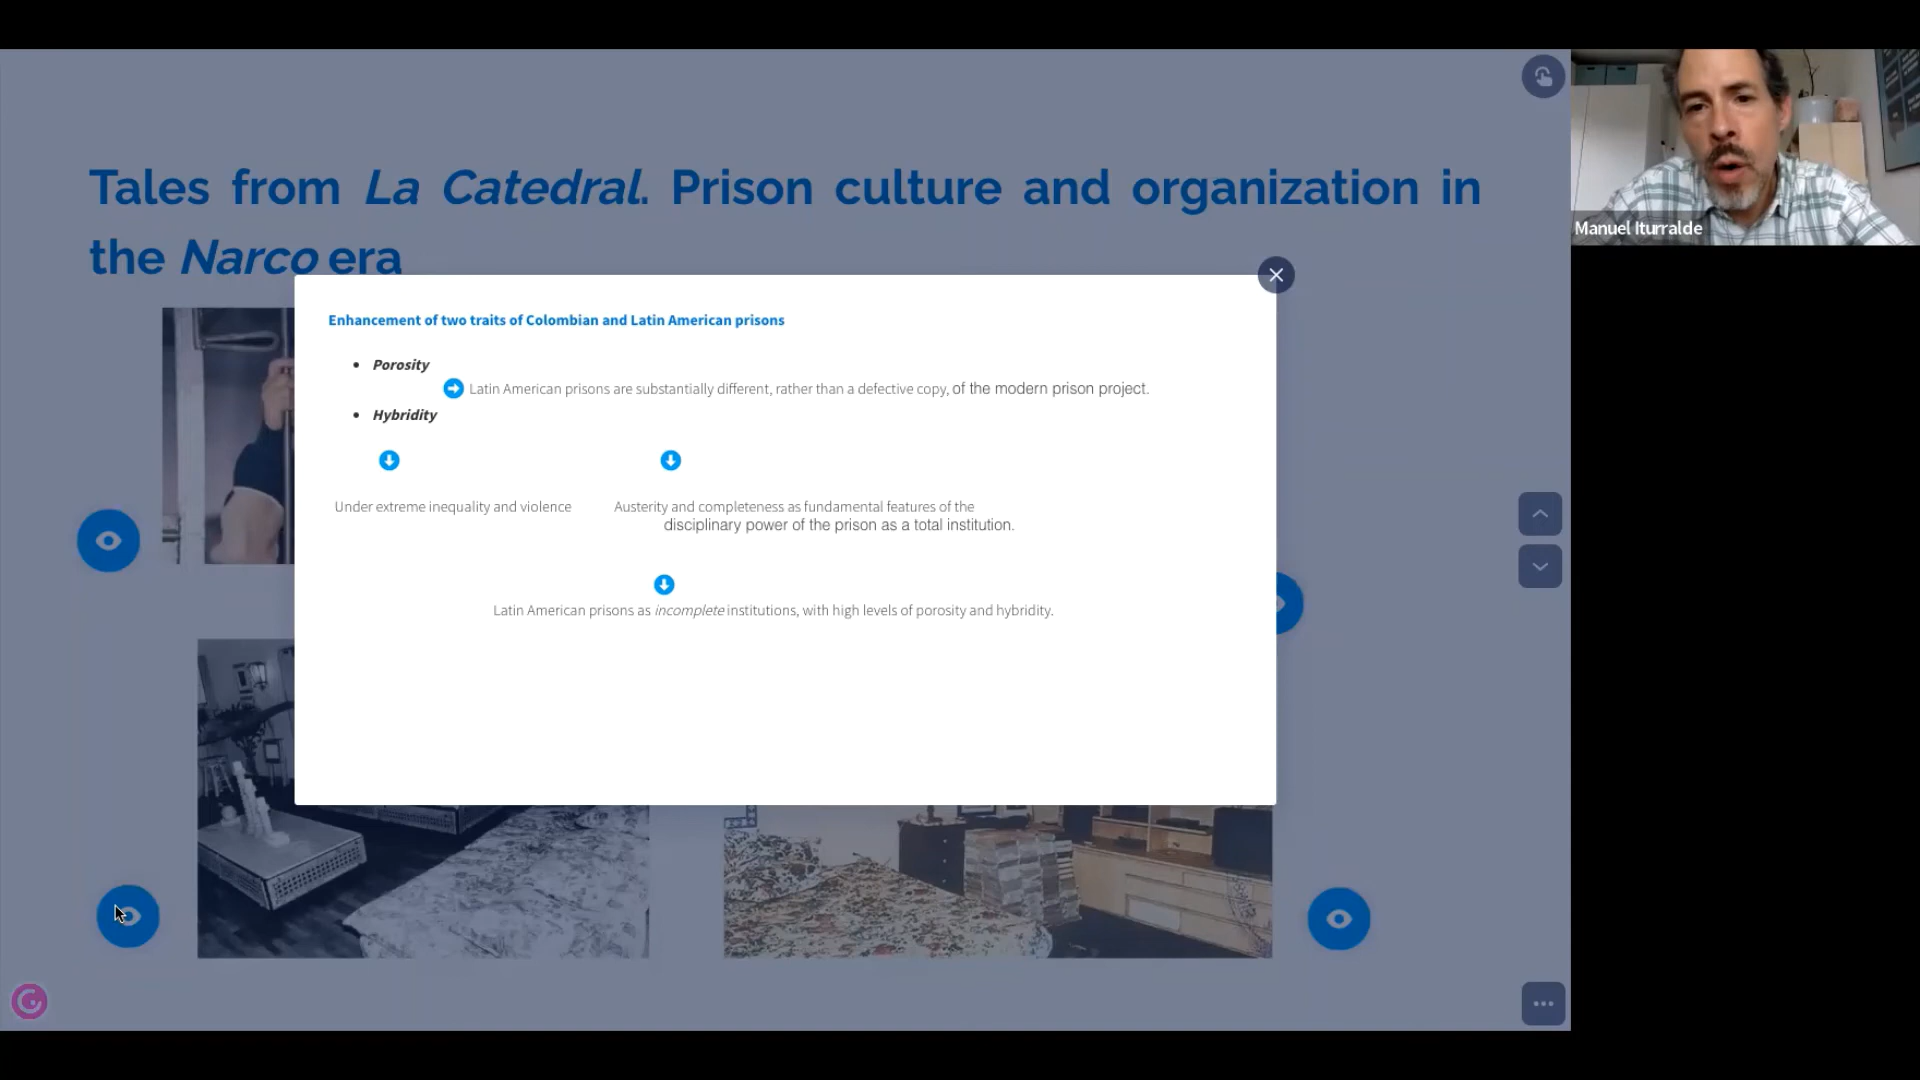 Tales from La Catedral. Prison culture and organization in
the Narco era
Manuel Iturralde
Enhancement of two traits of Colombian and Latin American prisons
• Porosity
Latin American prisons are substantially different, rather than a defective copy, of the modern prison project.
• Hybridity
Under extreme inequality and violence
Austerity and completeness as fundamental features of the
disciplinary power of the prison as a total institution.
Latin American prisons as incomplete institutions, with high levels of porosity and hybridity.